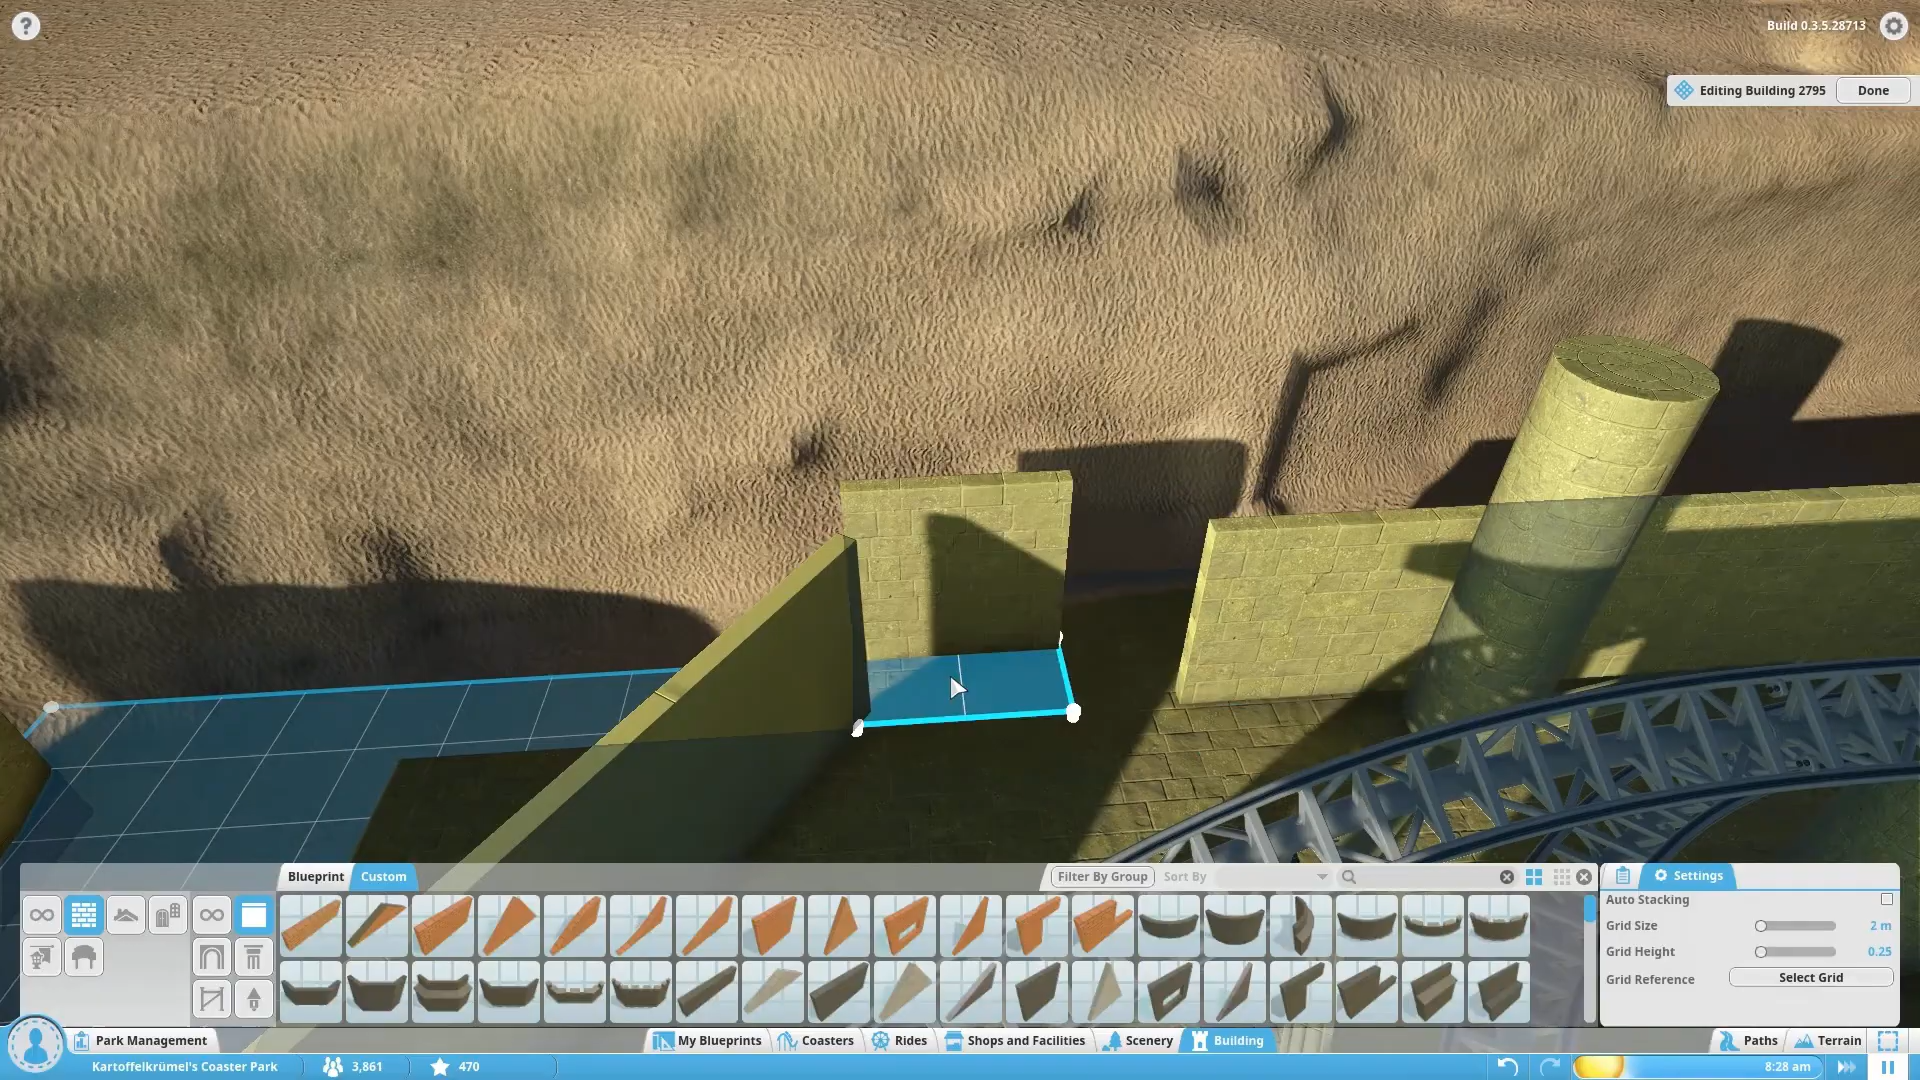 ?
Build 0.3.5.28713
Editing Building 2795
Done
Blueprint
Custom
Filter By Group
Sort By
Settings
Auto Stacking
Grid Size
2 m
Grid Height
0.25
Grid Reference
Select Grid
Park Management
My Blueprints
Coasters
Rides
Shops and Facilities
Scenery
Building
Paths
Terrain
Kartoffelkrümel's Coaster Park
3,861
470
8:28 am